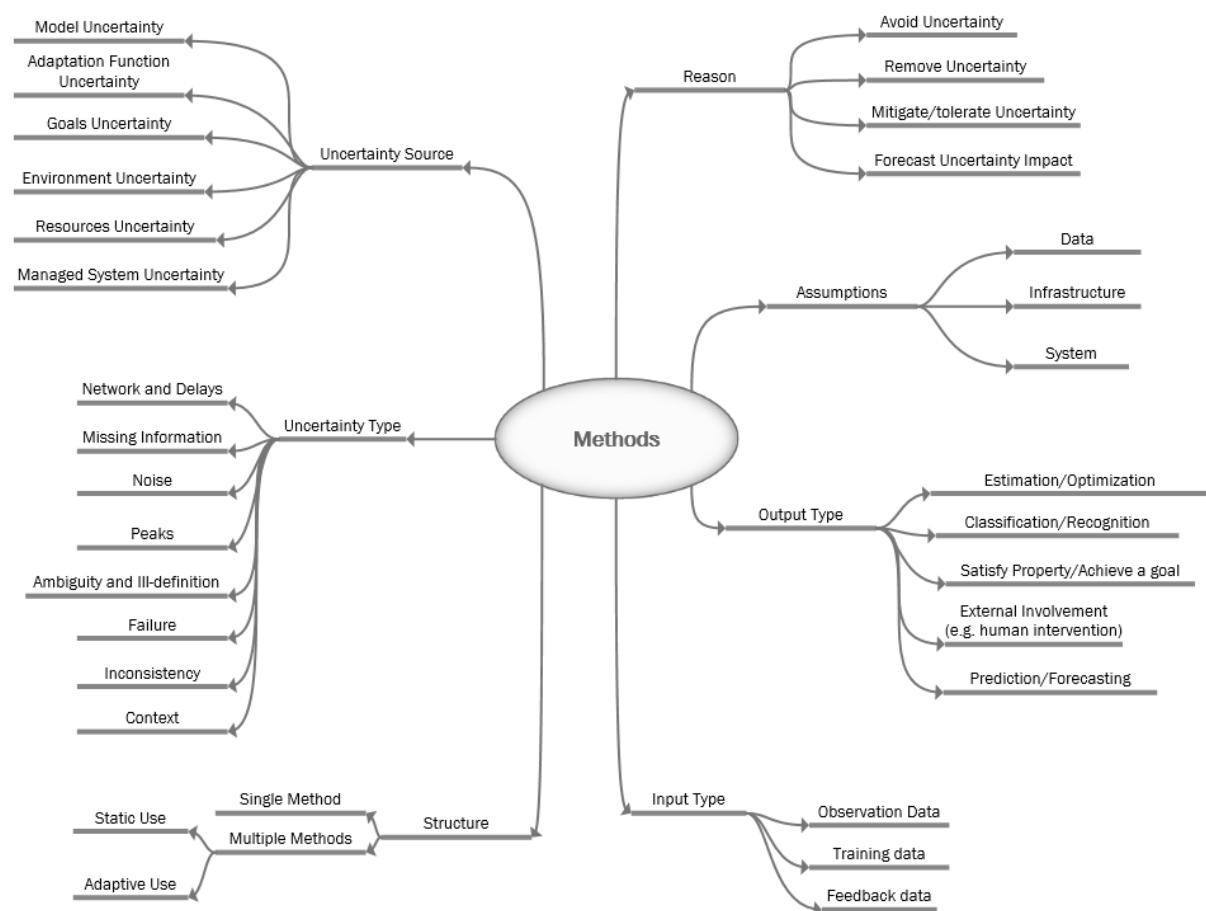 Model Uncertainty
Adaptation Function
Uncertainty
Goals Uncertainty
Environment Uncertainty
Resources Uncertainty
Managed System Uncertainty
Uncertainty Source
Network and Delays
Missing Information
Noise
Peaks
Ambiguity and Ill-definition
Failure
Inconsistency
Context
Uncertainty Type
Single Method
Multiple Methods
Static Use
Adaptive Use
Structure
Methods
Reason
Avoid Uncertainty
Remove Uncertainty
Mitigate/tolerate Uncertainty
Forecast Uncertainty Impact
Assumptions
Data
Infrastructure
System
Output Type
Estimation/Optimization
Classification/Recognition
Satisfy Property/Achieve a goal
External Involvement
(e.g. human intervention)
Prediction/Forecasting
Input Type
Observation Data
Training data
Feedback data